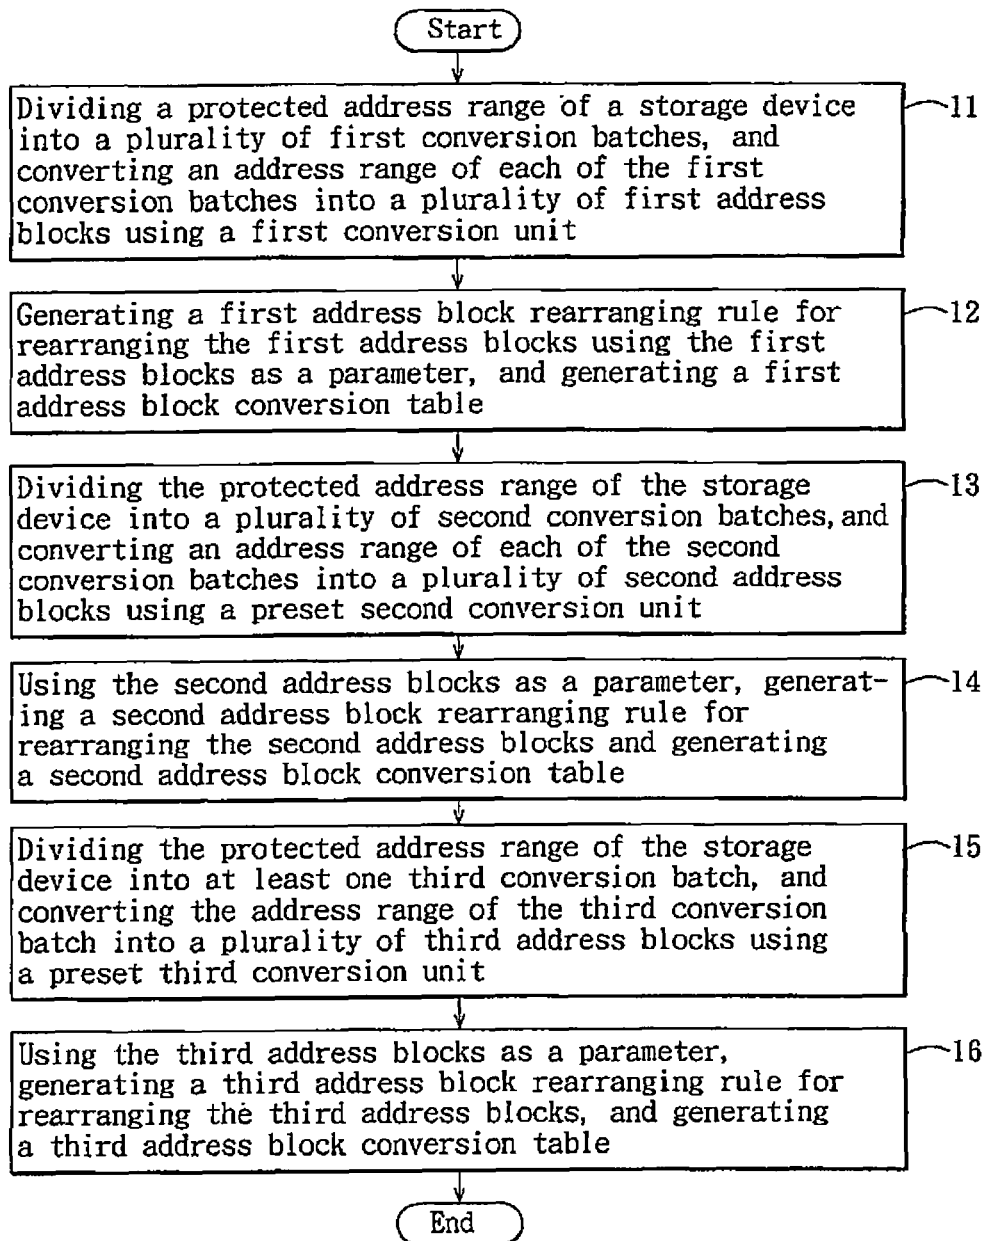 Start
Dividing a protected address range of a storage device
into a plurality of first conversion batches, and
converting an address range of each of the first
conversion batches into a plurality of first address
blocks using a first conversion unit
11
Generating a first address block rearranging rule for
rearranging the first address blocks using the first
address blocks as a parameter, and generating a first
address block conversion table
12
Dividing the protected address range of the storage
device into a plurality of second conversion batches, and
converting an address range of each of the second
conversion batches into a plurality of second address
blocks using a preset second conversion unit
13
Using the second address blocks as a parameter, generat-
ing a second address block rearranging rule for
rearranging the second address blocks and generating
a second address block conversion table
14
Dividing the protected address range of the storage
device into at least one third conversion batch, and
converting the address range of the third conversion
batch into a plurality of third address blocks using
a preset third conversion unit
15
Using the third address blocks as a parameter,
generating a third address block rearranging rule for
rearranging the third address blocks, and generating
a third address block conversion table
16
End